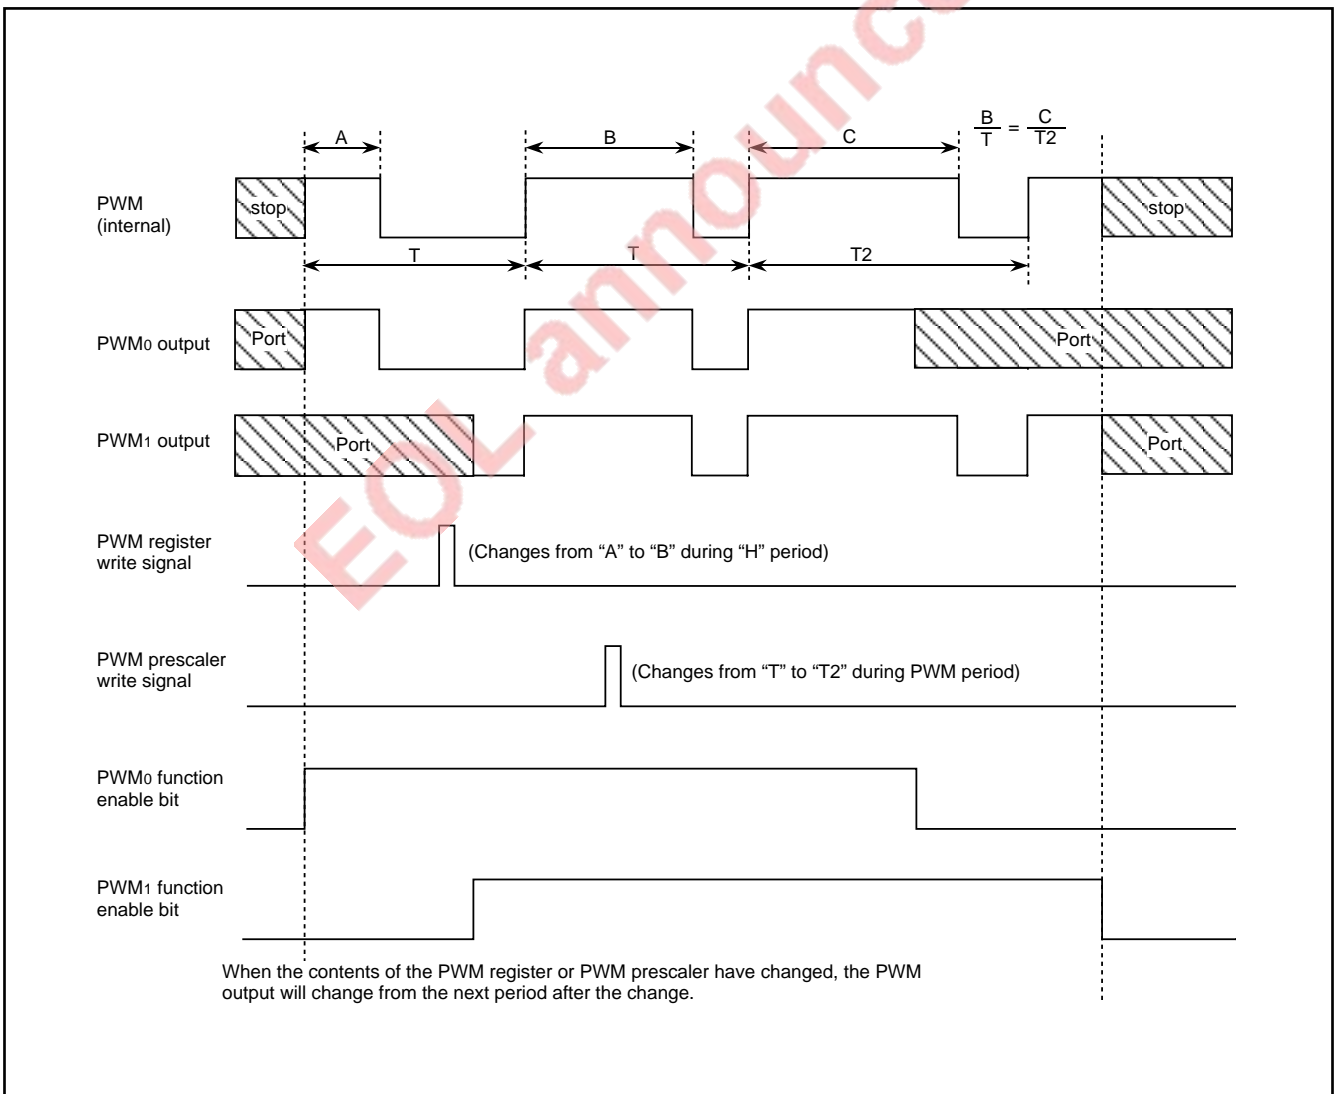 EOL announc
A
B
C
B/T = C/T2
PWM
(internal)
stop
stop
T
T
T2
PWM0 output
Port
Port
PWM1 output
Port
Port
PWM register
write signal
(Changes from “A” to “B” during “H” period)
PWM prescaler
write signal
(Changes from “T” to “T2” during PWM period)
PWM0 function
enable bit
PWM1 function
enable bit
When the contents of the PWM register or PWM prescaler have changed, the PWM
output will change from the next period after the change.